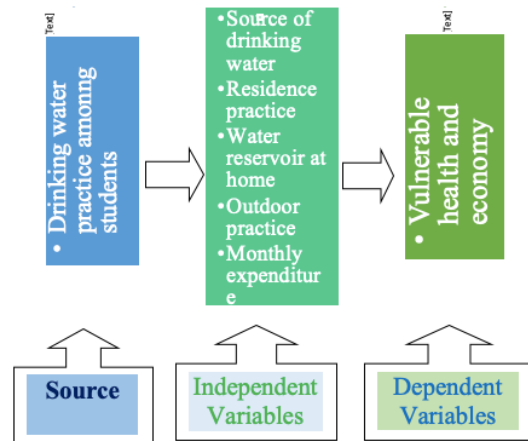 Text]
• Drinking water
practice amonng
students
•Source of
drinking
water
•Residence
practice
•Water
reservoir at
home
•Outdoor
practice
•Monthly
expenditur
e
Text]
• Vulnerable
health and
economy
Source
Independent
Variables
Dependent
Variables